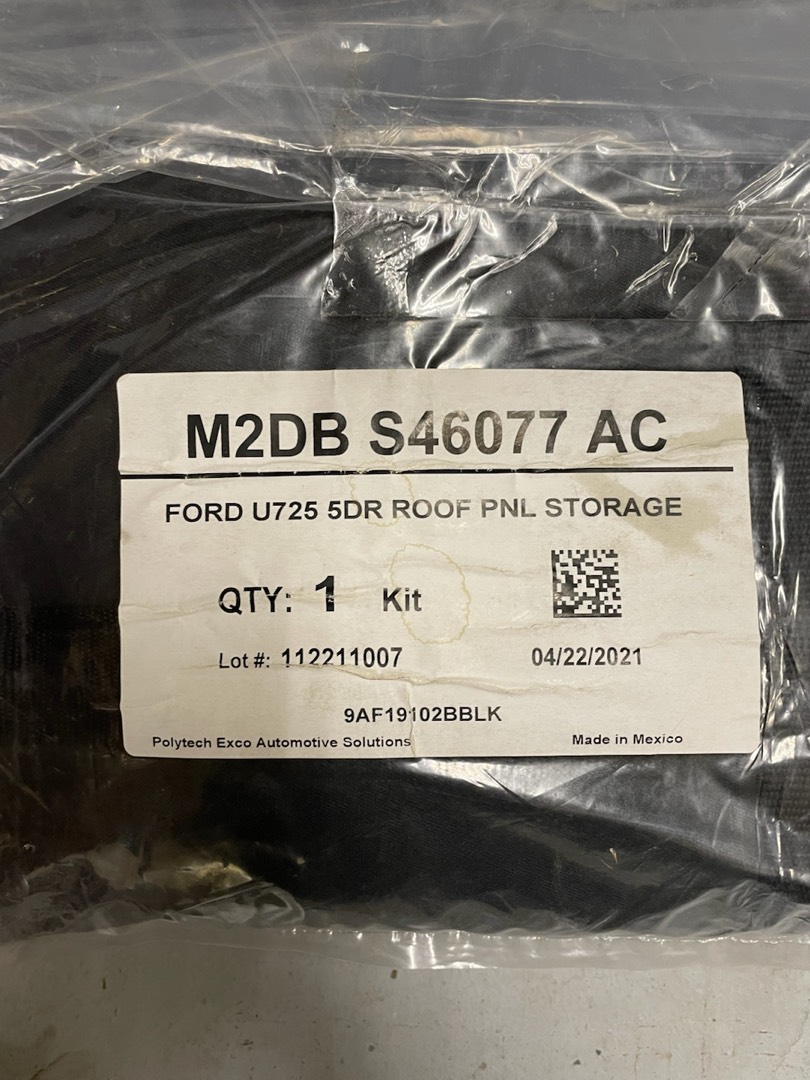 M2DB S46077 AC
FORD U725 5DR ROOF PNL STORAGE
QTY: 1 Kit
Lot #: 112211007 04/22/2021
9AF19102BBLK
Polytech Exco Automotive Solutions Made in Mexico